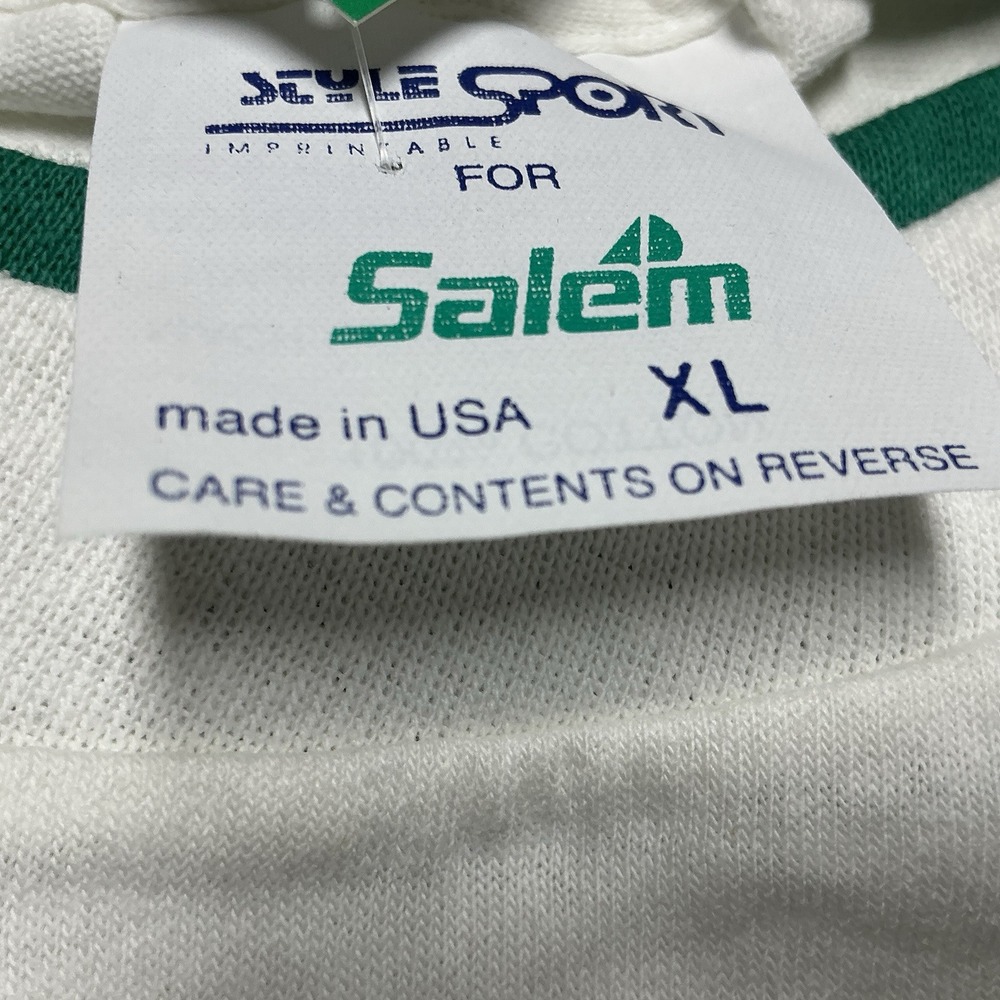 STYLE SPORT
IMPRINTABLE
FOR
Salem
made in USA XL
CARE & CONTENTS ON REVERSE